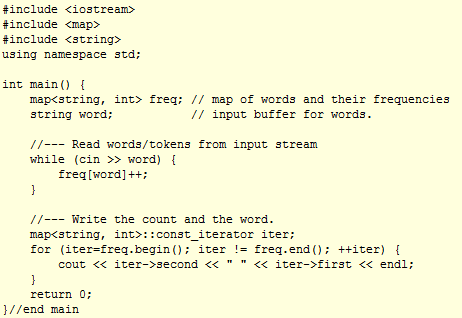 #include <iostream>
#include <map>
#include <string>
using namespace std;
int main() {
    map<string, int> freq; // map of words and their frequencies
    string word;           // input buffer for words.
    //--- Read words/tokens from input stream
    while (cin >> word) {
        freq[word]++;
    }
    //--- Write the count and the word.
    map<string, int>::const_iterator iter;
    for (iter=freq.begin(); iter != freq.end(); ++iter) {
        cout << iter->second << " " << iter->first << endl;
    }
    return 0;
}//end main